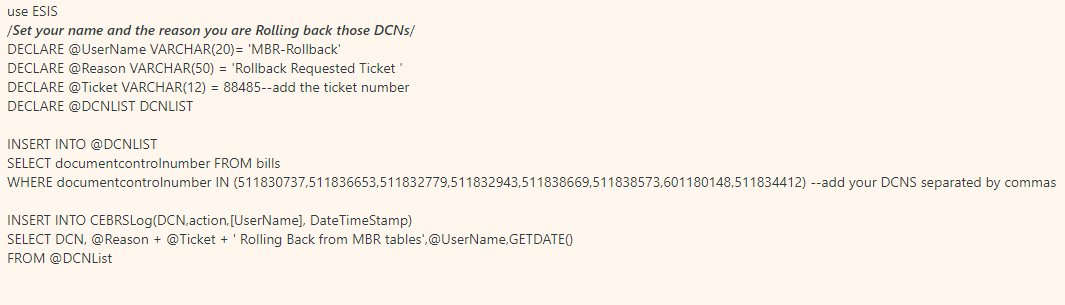 use ESIS
/Set your name and the reason you are Rolling back those DCNs/
DECLARE @UserName VARCHAR(20)= 'MBR-Rollback'
DECLARE @Reason VARCHAR(50) = 'Rollback Requested Ticket '
DECLARE @Ticket VARCHAR(12) = 88485--add the ticket number
DECLARE @DCNLIST DCNLIST
INSERT INTO @DCNLIST
SELECT documentcontrolnumber FROM bills
WHERE documentcontrolnumber IN (511830737,511836653,511832779,511832943,511838669,511838573,601180148,511834412) --add your DCNS separated by commas
INSERT INTO CEBRSLog(DCN,action,[UserName], DateTimeStamp)
SELECT DCN, @Reason + @Ticket + ' Rolling Back from MBR tables',@UserName,GETDATE()
FROM @DCNList